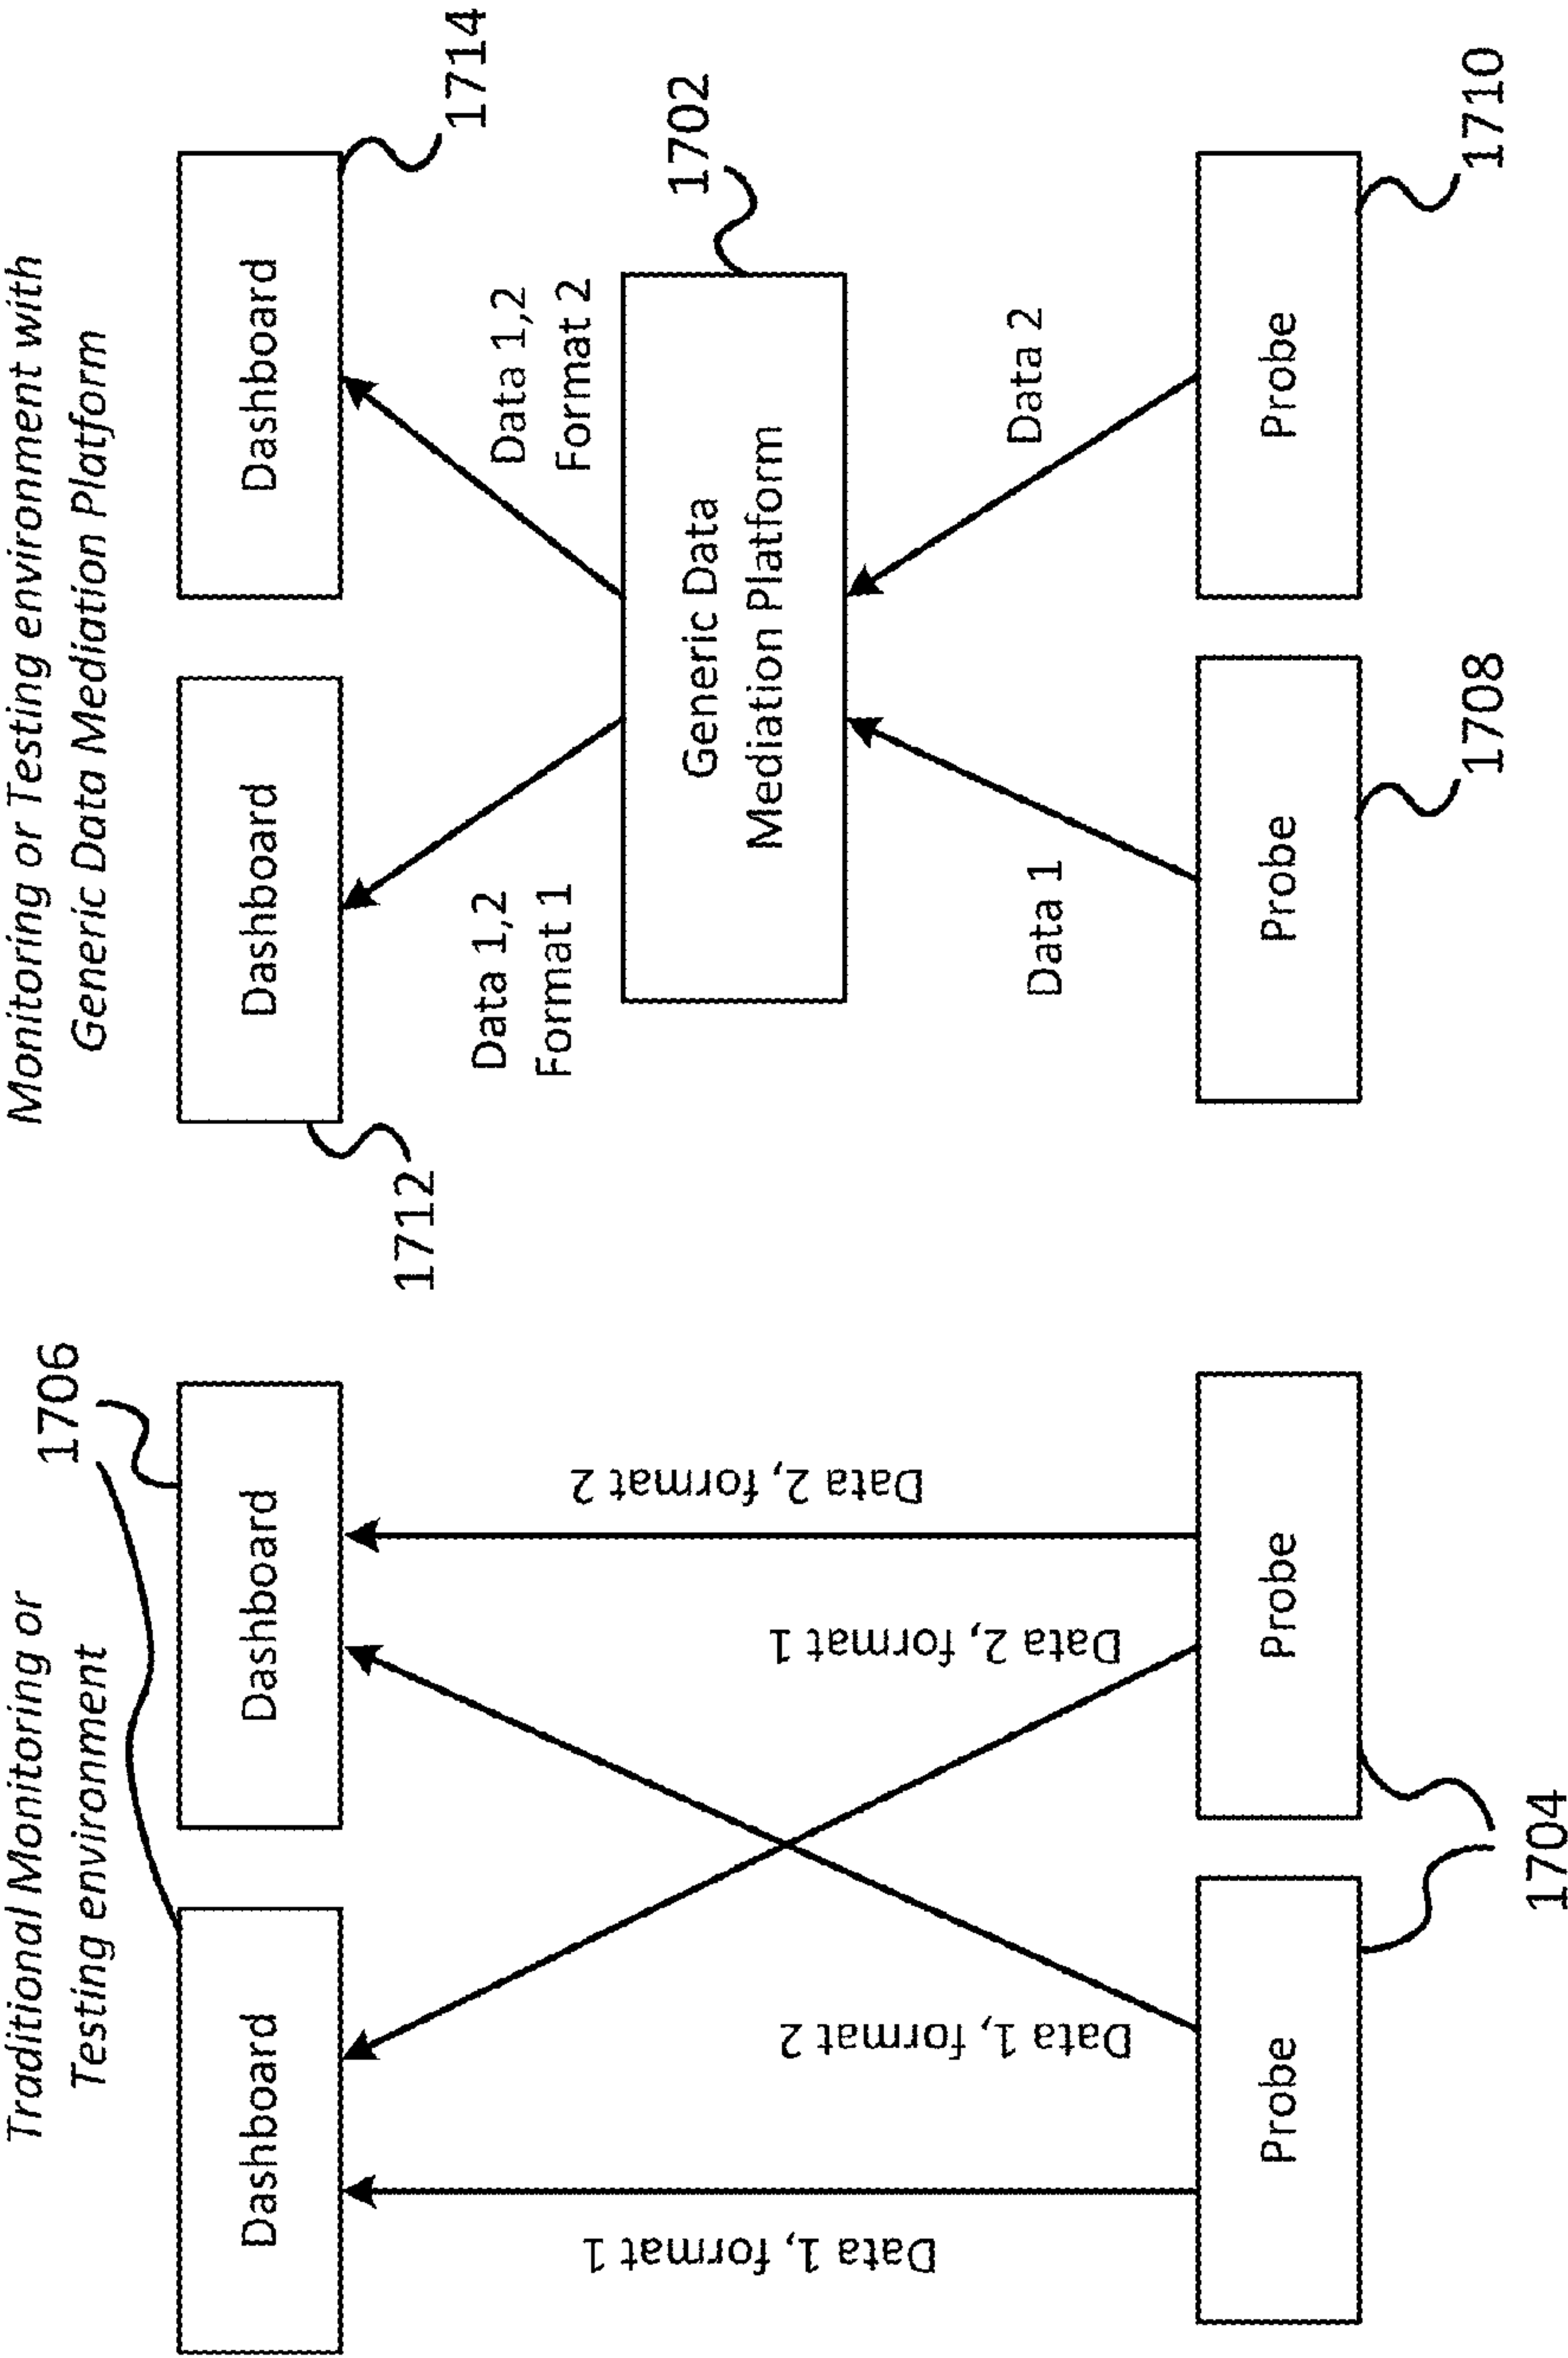 Traditional Monitoring or
Testing environment
1706
Dashboard
Dashboard
Data 1, format 1
Data 1, format 2
Data 2, format 1
Data 2, format 2
Probe
Probe
1704
Monitoring or Testing environment with
Generic Data Mediation Platform
Dashboard
Dashboard
1712
1714
Data 1,2
Format 1
Data 1,2
Format 2
Generic Data
Mediation Platform
1702
Data 1
Data 2
Probe
Probe
1708
1710